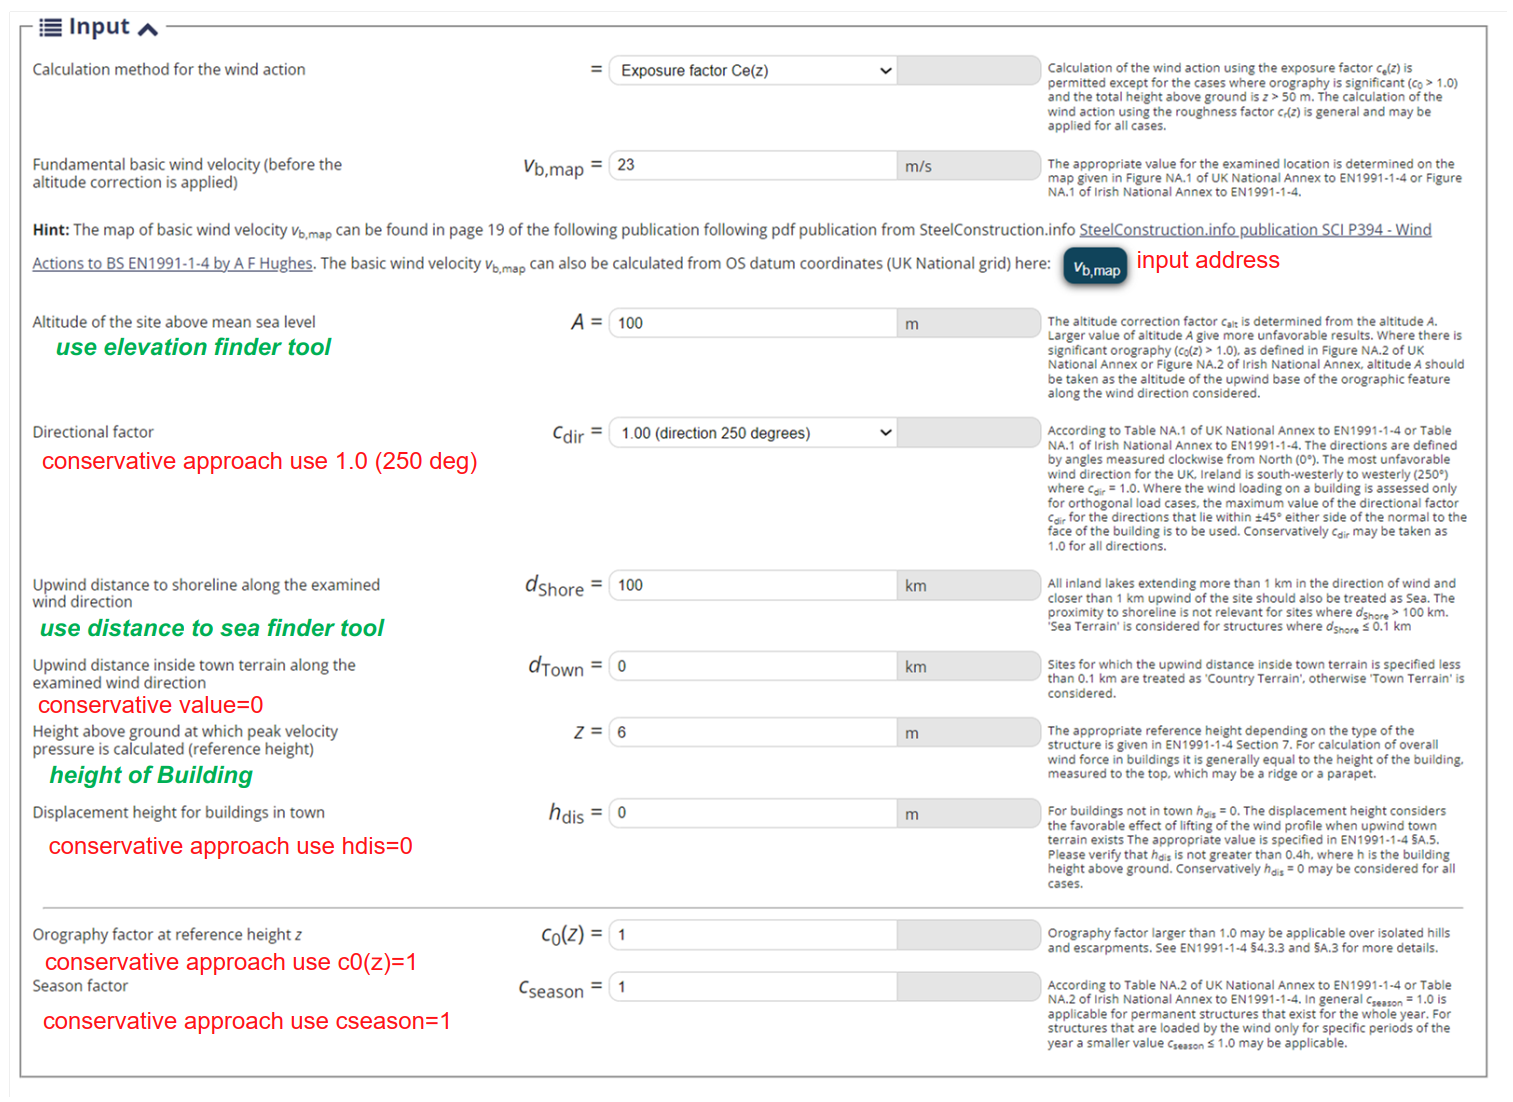 Input
Calculation method for the wind action
= Exposure factor Ce(z)
Calculation of the wind action using the exposure factor ce(z) is
permitted except for the cases where orography is significant (c0 > 1.0)
and the total height above ground is z > 50 m. The calculation of the
wind action using the roughness factor cr(z) is general and may be
applied for all cases.
Fundamental basic wind velocity (before the
altitude correction is applied)
vb,map = 23 m/s
The appropriate value for the examined location is determined on the
map given in Figure NA.1 of UK National Annex to EN1991-1-4 or Figure
NA.1 of Irish National Annex to EN1991-1-4.
Hint: The map of basic wind velocity vb,map can be found in page 19 of the following publication following pdf publication from SteelConstruction.info SteelConstruction.info publication SCI P394 - Wind
Actions to BS EN1991-1-4 by A F Hughes. The basic wind velocity vb,map can also be calculated from OS datum coordinates (UK National grid) here: vb,map input address
Altitude of the site above mean sea level
use elevation finder tool
A = 100 m
The altitude correction factor calt is determined from the altitude A.
Larger value of altitude A give more unfavorable results. Where there is
significant orography (c0(z) > 1.0), as defined in Figure NA.2 of UK
National Annex or Figure NA.2 of Irish National Annex, altitude A should
be taken as the altitude of the upwind base of the orographic feature
along the wind direction considered.
Directional factor
conservative approach use 1.0 (250 deg)
cdir = 1.00 (direction 250 degrees)
According to Table NA.1 of UK National Annex to EN1991-1-4 or Table
NA.1 of Irish National Annex to EN1991-1-4. The directions are defined
by angles measured clockwise from North (0°). The most unfavorable
wind direction for the UK, Ireland is south-westerly to westerly (250°)
where cdir = 1.0. Where the wind loading on a building is assessed only
for orthogonal load cases, the maximum value of the directional factor
cdir for the directions that lie within ±45° either side of the normal to the
face of the building is to be used. Conservatively cdir may be taken as
1.0 for all directions.
Upwind distance to shoreline along the examined
wind direction
use distance to sea finder tool
dShore = 100 km
All inland lakes extending more than 1 km in the direction of wind and
closer than 1 km upwind of the site should also be treated as Sea. The
proximity to shoreline is not relevant for sites where dShore > 100 km.
'Sea Terrain' is considered for structures where dShore ≤ 0.1 km
Upwind distance inside town terrain along the
examined wind direction
conservative value=0
dTown = 0 km
Sites for which the upwind distance inside town terrain is specified less
than 0.1 km are treated as 'Country Terrain', otherwise 'Town Terrain' is
considered.
Height above ground at which peak velocity
pressure is calculated (reference height)
height of Building
z = 6 m
The appropriate reference height depending on the type of the
structure is given in EN1991-1-4 Section 7. For calculation of overall
wind force in buildings it is generally equal to the height of the building,
measured to the top, which may be a ridge or a parapet.
Displacement height for buildings in town
conservative approach use hdis=0
hdis = 0 m
For buildings not in town hdis = 0. The displacement height considers
the favorable effect of lifting of the wind profile when upwind town
terrain exists The appropriate value is specified in EN1991-1-4 §A.5.
Please verify that hdis is not greater than 0.4h, where h is the building
height above ground. Conservatively hdis = 0 may be considered for all
cases.
Orography factor at reference height z
conservative approach use c0(z)=1
c0(z) = 1
Orography factor larger than 1.0 may be applicable over isolated hills
and escarpments. See EN1991-1-4 §4.3.3 and §A.3 for more details.
Season factor
conservative approach use cseason=1
cseason = 1
According to Table NA.2 of UK National Annex to EN1991-1-4 or Table
NA.2 of Irish National Annex to EN1991-1-4. In general cseason = 1.0 is
applicable for permanent structures that exist for the whole year. For
structures that are loaded by the wind only for specific periods of the
year a smaller value cseason ≤ 1.0 may be applicable.